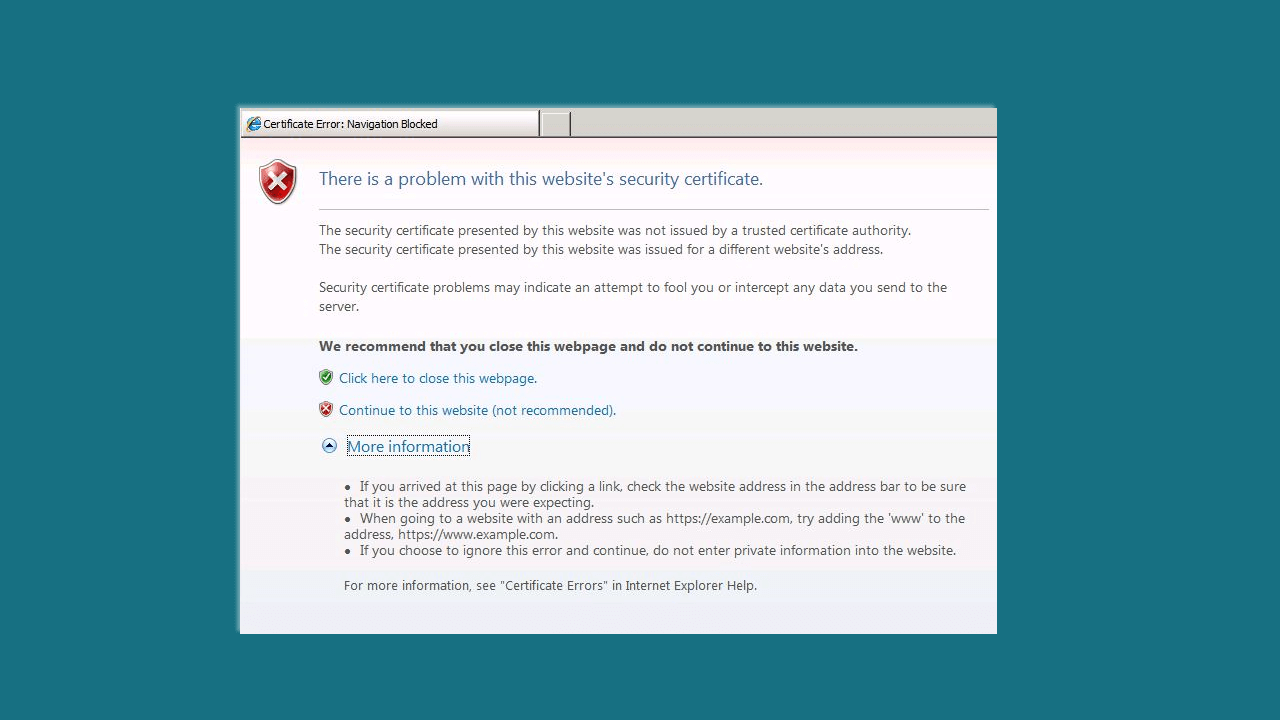 Certificate Error: Navigation Blocked
There is a problem with this website's security certificate.
The security certificate presented by this website was not issued by a trusted certificate authority.
The security certificate presented by this website was issued for a different website's address.
Security certificate problems may indicate an attempt to fool you or intercept any data you send to the
server.
We recommend that you close this webpage and do not continue to this website.
Click here to close this webpage.
Continue to this website (not recommended).
More information
• If you arrived at this page by clicking a link, check the website address in the address bar to be sure
that it is the address you were expecting.
• When going to a website with an address such as https://example.com, try adding the 'www' to the
address, https://www.example.com.
• If you choose to ignore this error and continue, do not enter private information into the website.
For more information, see "Certificate Errors" in Internet Explorer Help.